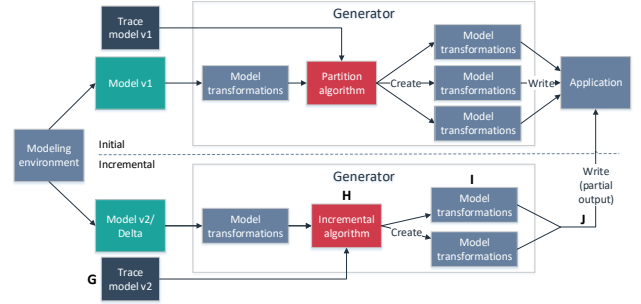 Generator
Trace
model v1
Model v1
Model
transformations
Partition
algorithm
Create
Model
transformations
Model
transformations
Model
transformations
Write
Application
Modeling
environment
Initial
Incremental
Generator
H
I
Write
(partial
output)
Model v2/
Delta
Model
transformations
Incremental
algorithm
Create
Model
transformations
Model
transformations
J
G
Trace
model v2